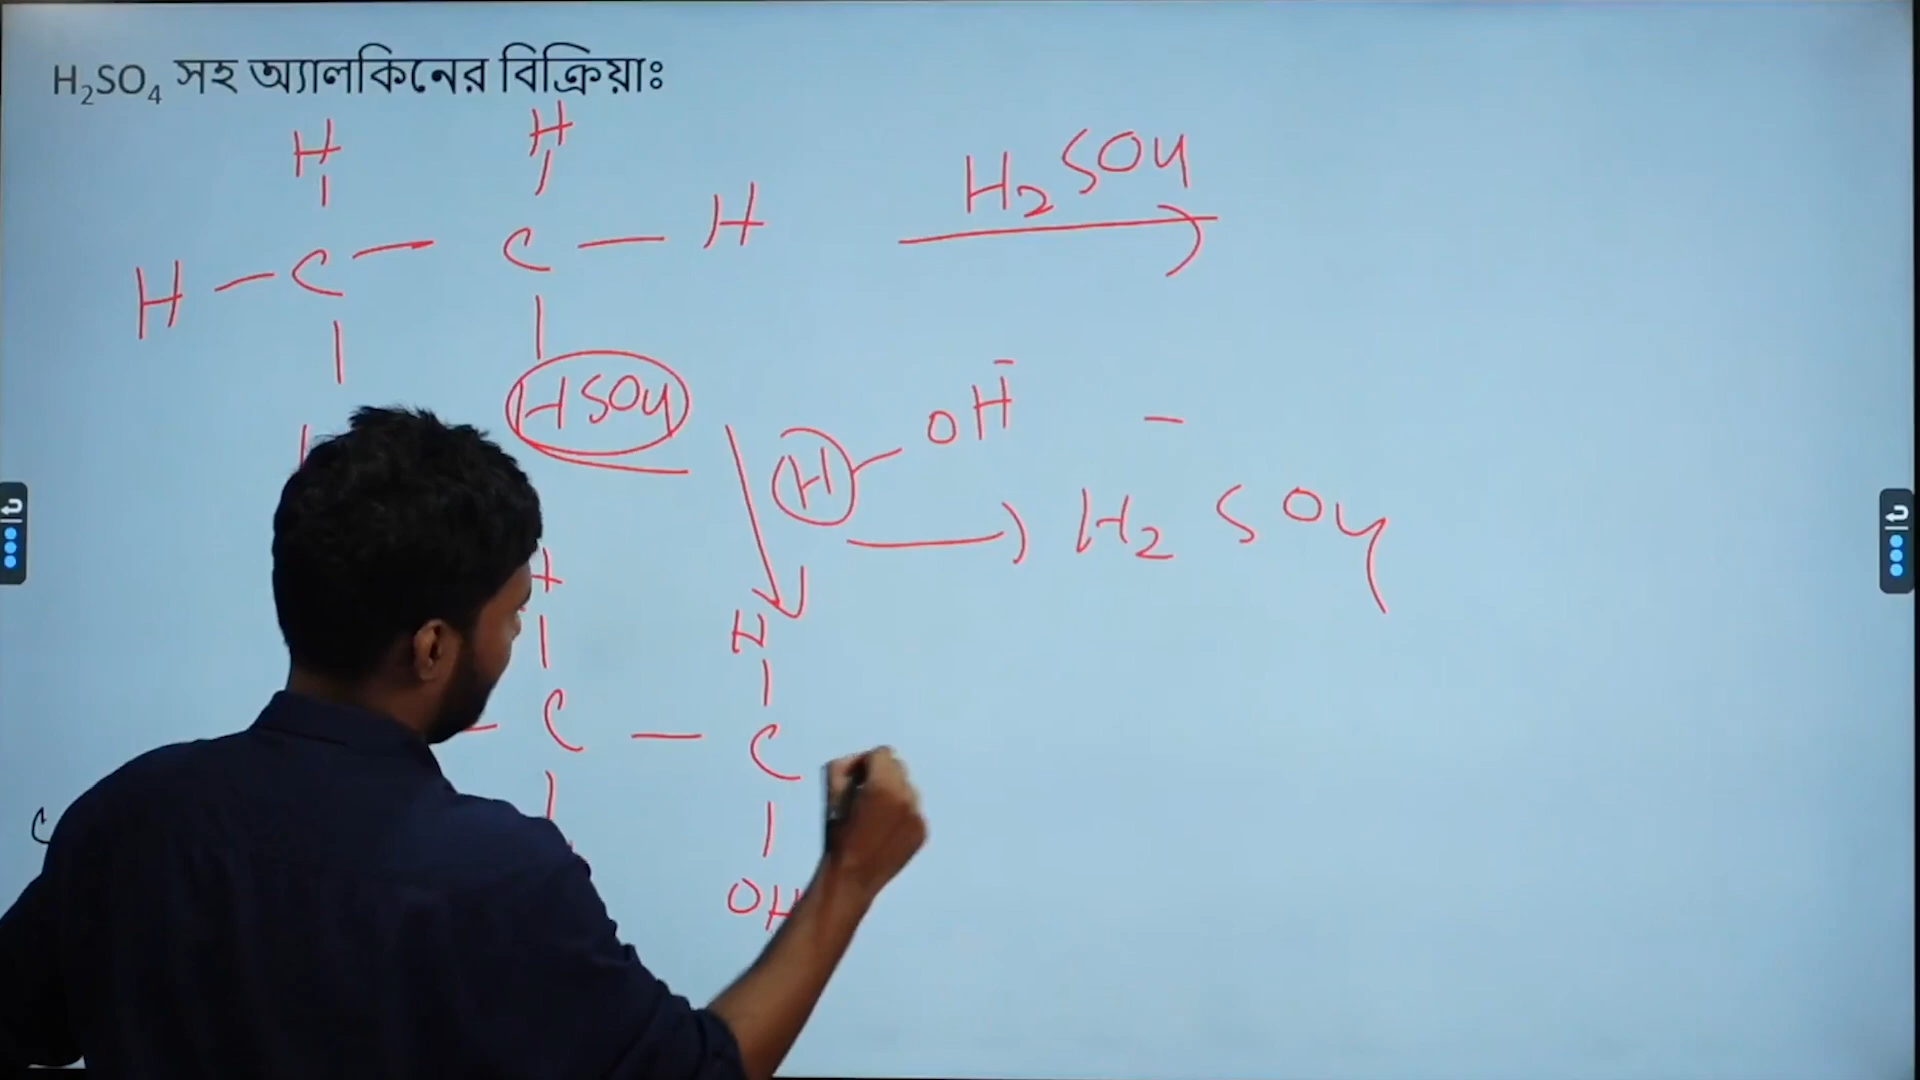 H₂SO₄ সহ অ্যালকিনের বিক্রিয়াঃ
H H
H – C – C – H
H₂SO4
HSO4
H – OH⁻
→ H₂SO4
H
C – C
OH
C